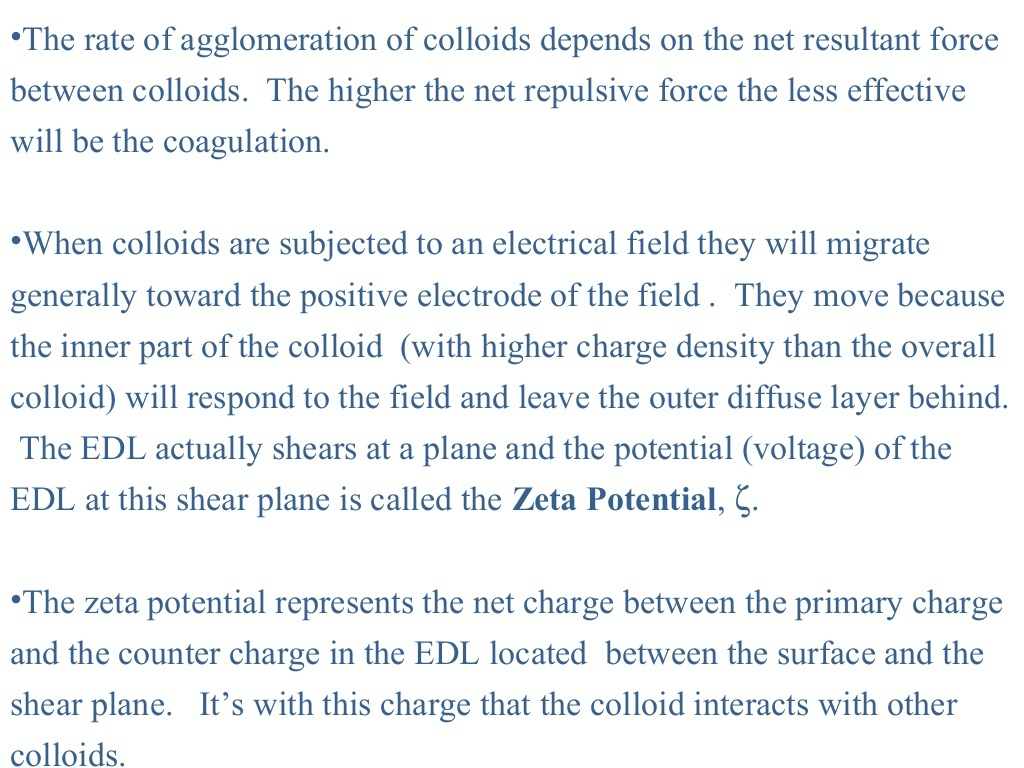 •The rate of agglomeration of colloids depends on the net resultant force
between colloids.  The higher the net repulsive force the less effective
will be the coagulation.
•When colloids are subjected to an electrical field they will migrate
generally toward the positive electrode of the field .  They move because
the inner part of the colloid  (with higher charge density than the overall
colloid) will respond to the field and leave the outer diffuse layer behind.
The EDL actually shears at a plane and the potential (voltage) of the
EDL at this shear plane is called the Zeta Potential, ζ.
•The zeta potential represents the net charge between the primary charge
and the counter charge in the EDL located  between the surface and the
shear plane.   It’s with this charge that the colloid interacts with other
colloids.